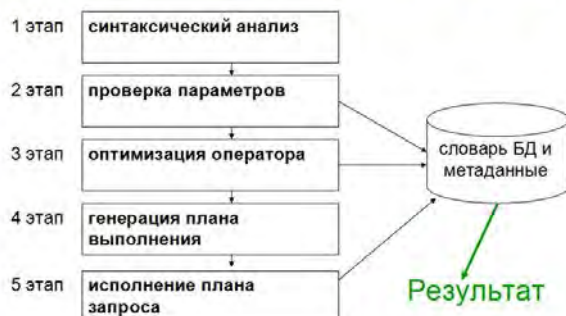 1 этап
синтаксический анализ
2 этап
проверка параметров
3 этап
оптимизация оператора
4 этап
генерация плана
выполнения
5 этап
исполнение плана
запроса
словарь БД и
метаданные
Результат